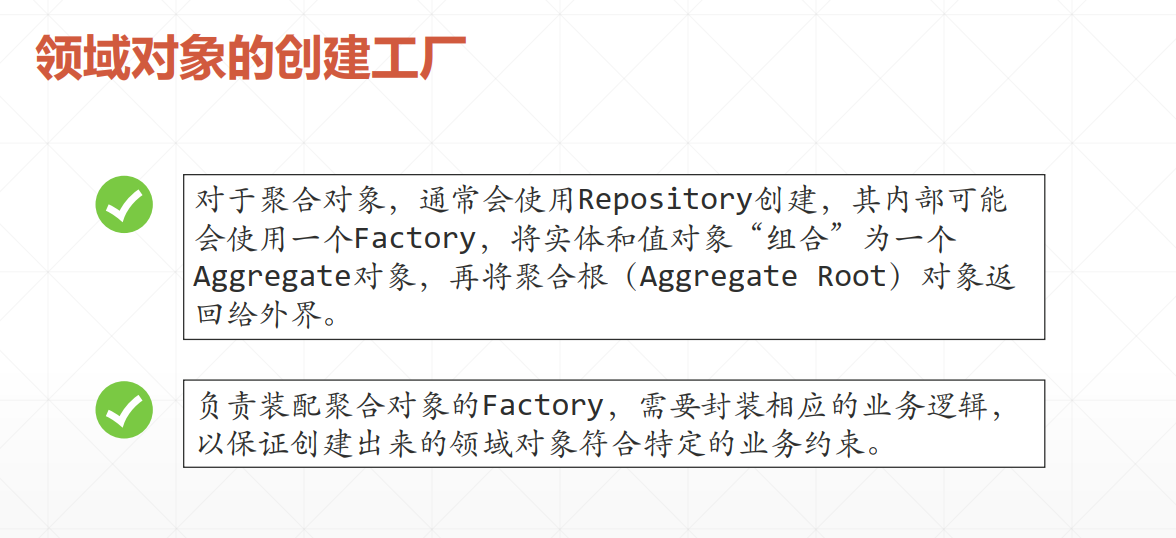 领域对象的创建工厂
对于聚合对象，通常会使用Repository创建，其内部可能
会使用一个Factory，将实体和值对象“组合”为一个
Aggregate对象，再将聚合根（Aggregate Root）对象返
回给外界。
负责装配聚合对象的Factory，需要封装相应的业务逻辑，
以保证创建出来的领域对象符合特定的业务约束。